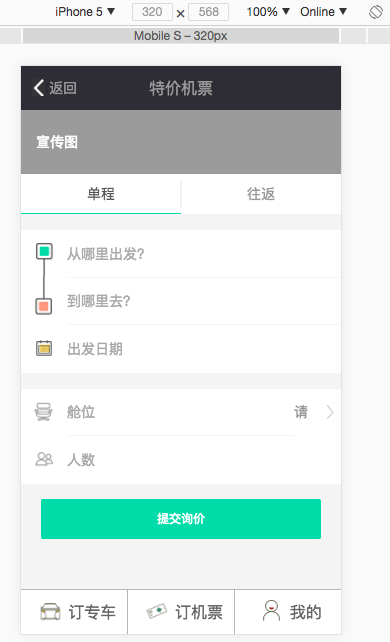 iPhone 5 ▼ 320 × 568 100% ▼ Online ▼
Mobile S – 320px
返回 特价机票
宣传图
单程 往返
从哪里出发?
到哪里去?
出发日期
舱位 请
人数
提交询价
订专车 订机票 我的